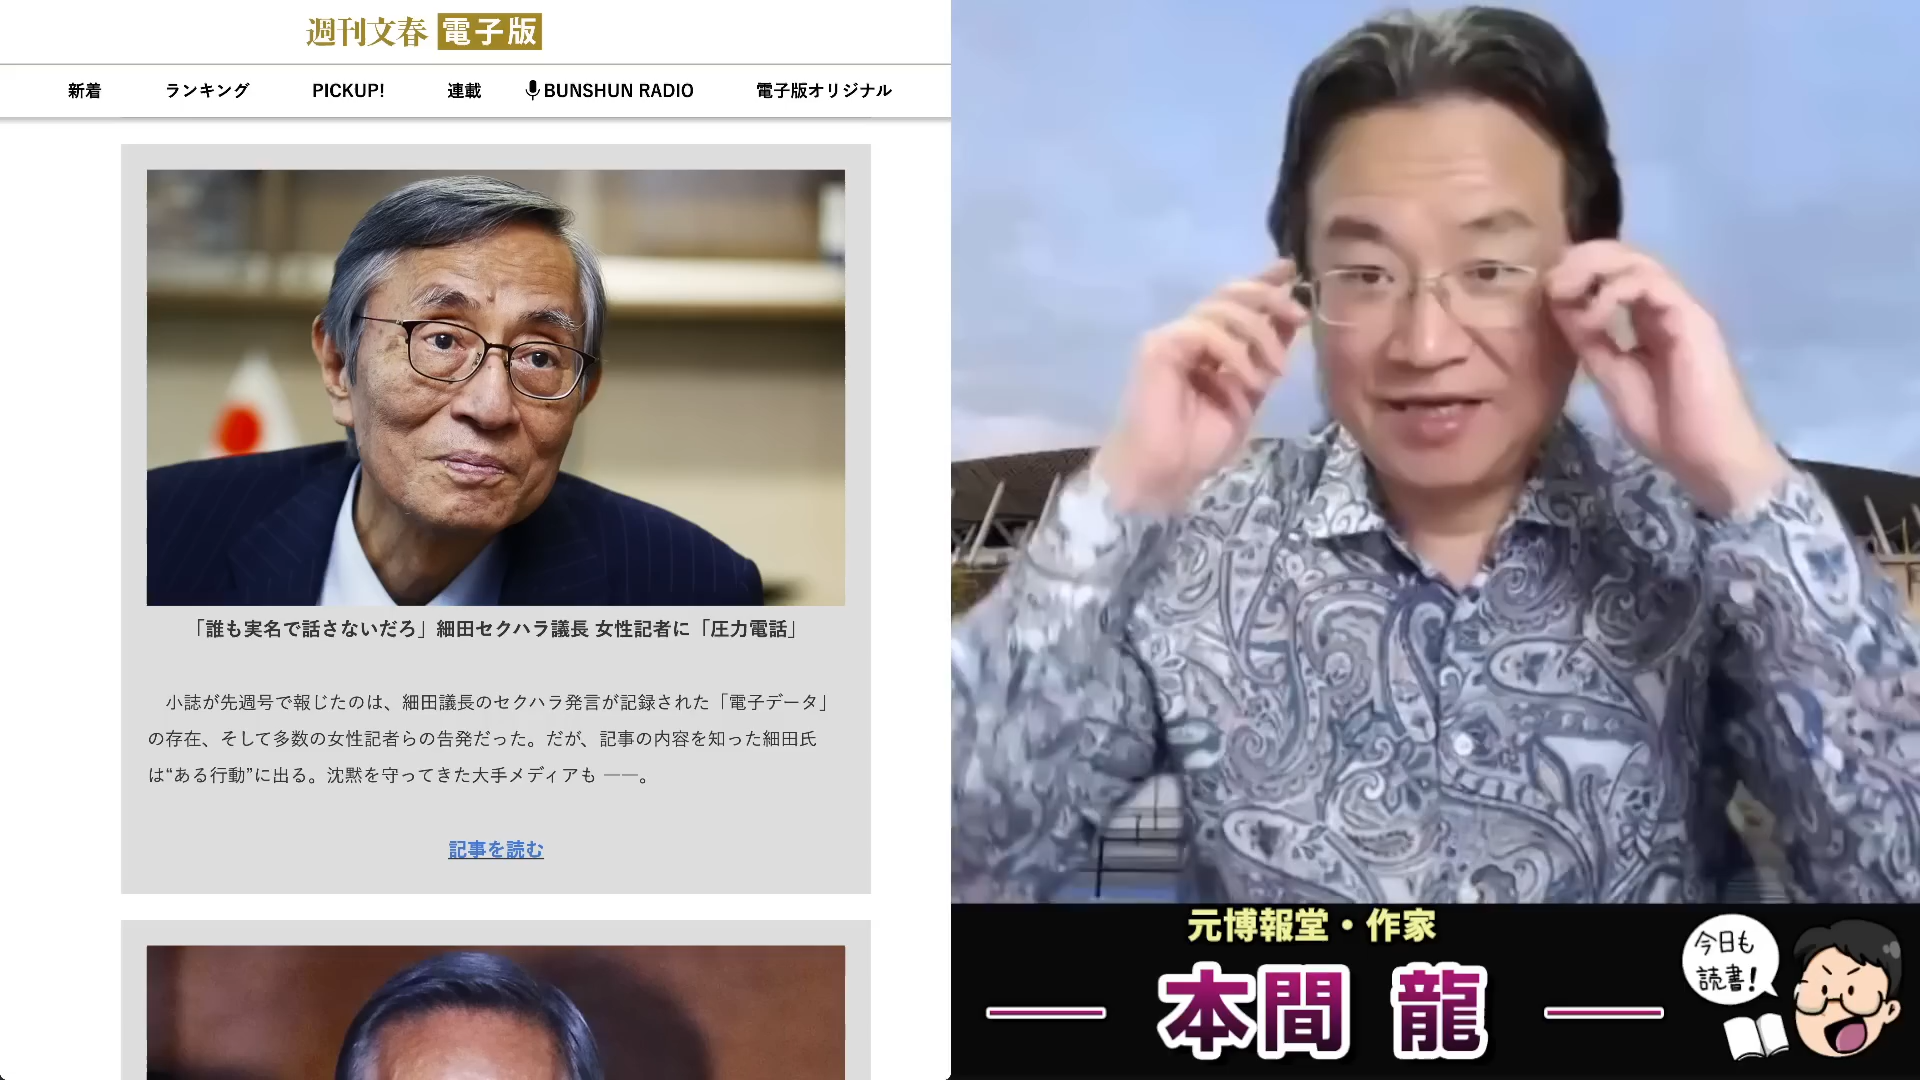 週刊文春 電子版
新着 ランキング PICKUP! 連載 BUNSHUN RADIO 電子版オリジナル
「誰も実名で話さないだろ」細田セクハラ議長 女性記者に「圧力電話」
小誌が先週号で報じたのは、細田議長のセクハラ発言が記録された「電子データ」
の存在、そして多数の女性記者らの告発だった。だが、記事の内容を知った細田氏
は“ある行動”に出る。沈黙を守ってきた大手メディアも ――。
記事を読む
元博報堂・作家
本間 龍
今日も
読書!